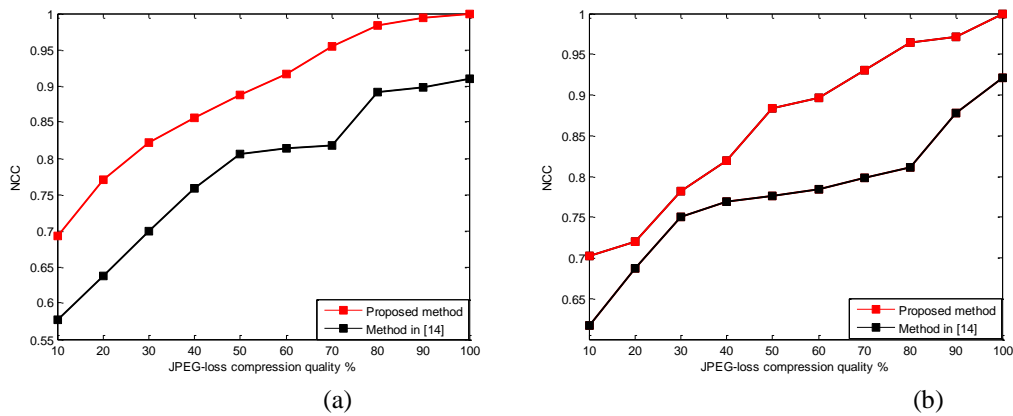 1
0.95
0.9
0.85
0.8
0.75
0.7
0.65
0.6
0.55
NCC
10 20 30 40 50 60 70 80 90 100
JPEG-loss compression quality %
Proposed method
Method in [14]
(a)
1
0.95
0.9
0.85
0.8
0.75
0.7
0.65
NCC
10 20 30 40 50 60 70 80 90 100
JPEG-loss compression quality %
Proposed method
Method in [14]
(b)